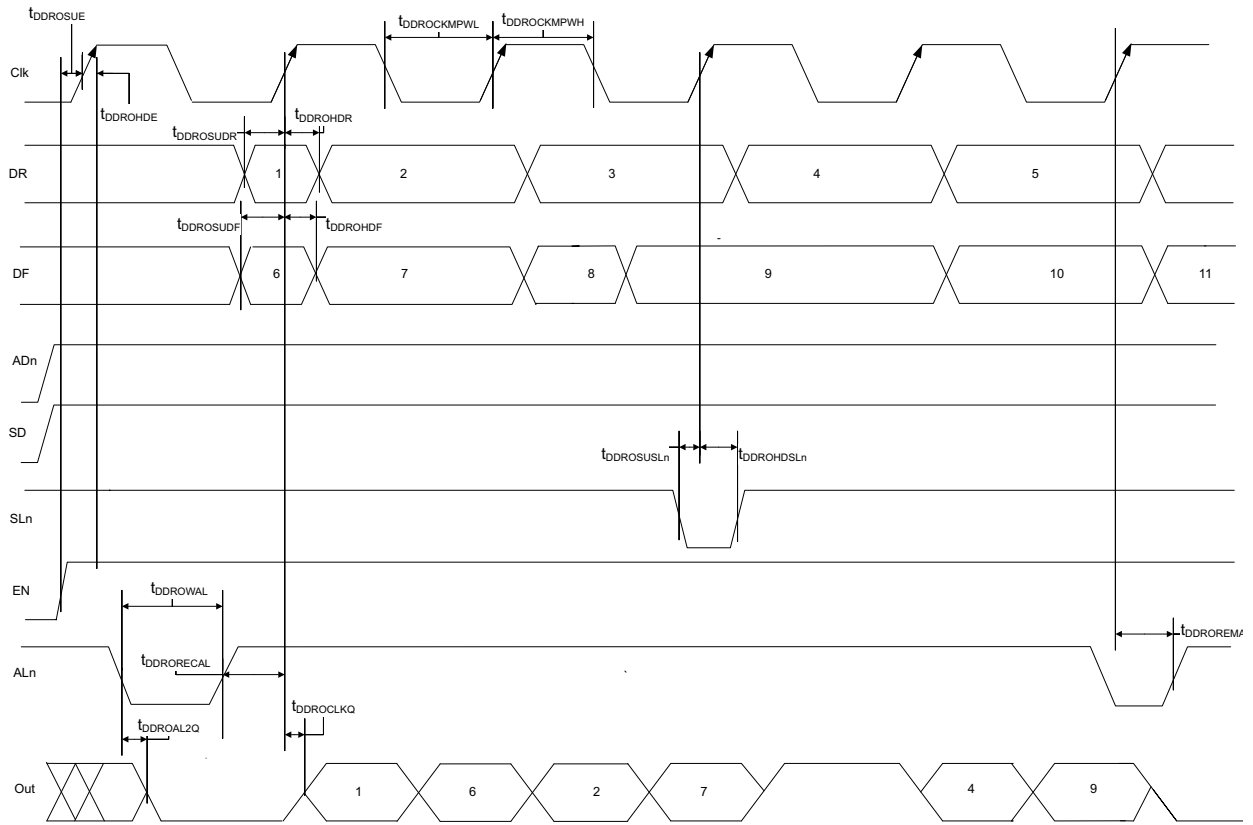 tDDROSUE
tDDROCKMPWL
tDDROCKMPWH
Clk
tDDROHDE
tDDROSUDR
tDDROHDR
DR
1
2
3
4
5
tDDROSUDF
tDDROHDF
DF
6
7
8
9
10
11
ADn
SD
tDDROSUSLn
tDDROHDSLn
SLn
EN
tDDROWAL
tDDRORECAL
tDDROREMA
ALn
tDDROAL2Q
tDDROCLKQ
Out
1
6
2
7
4
9